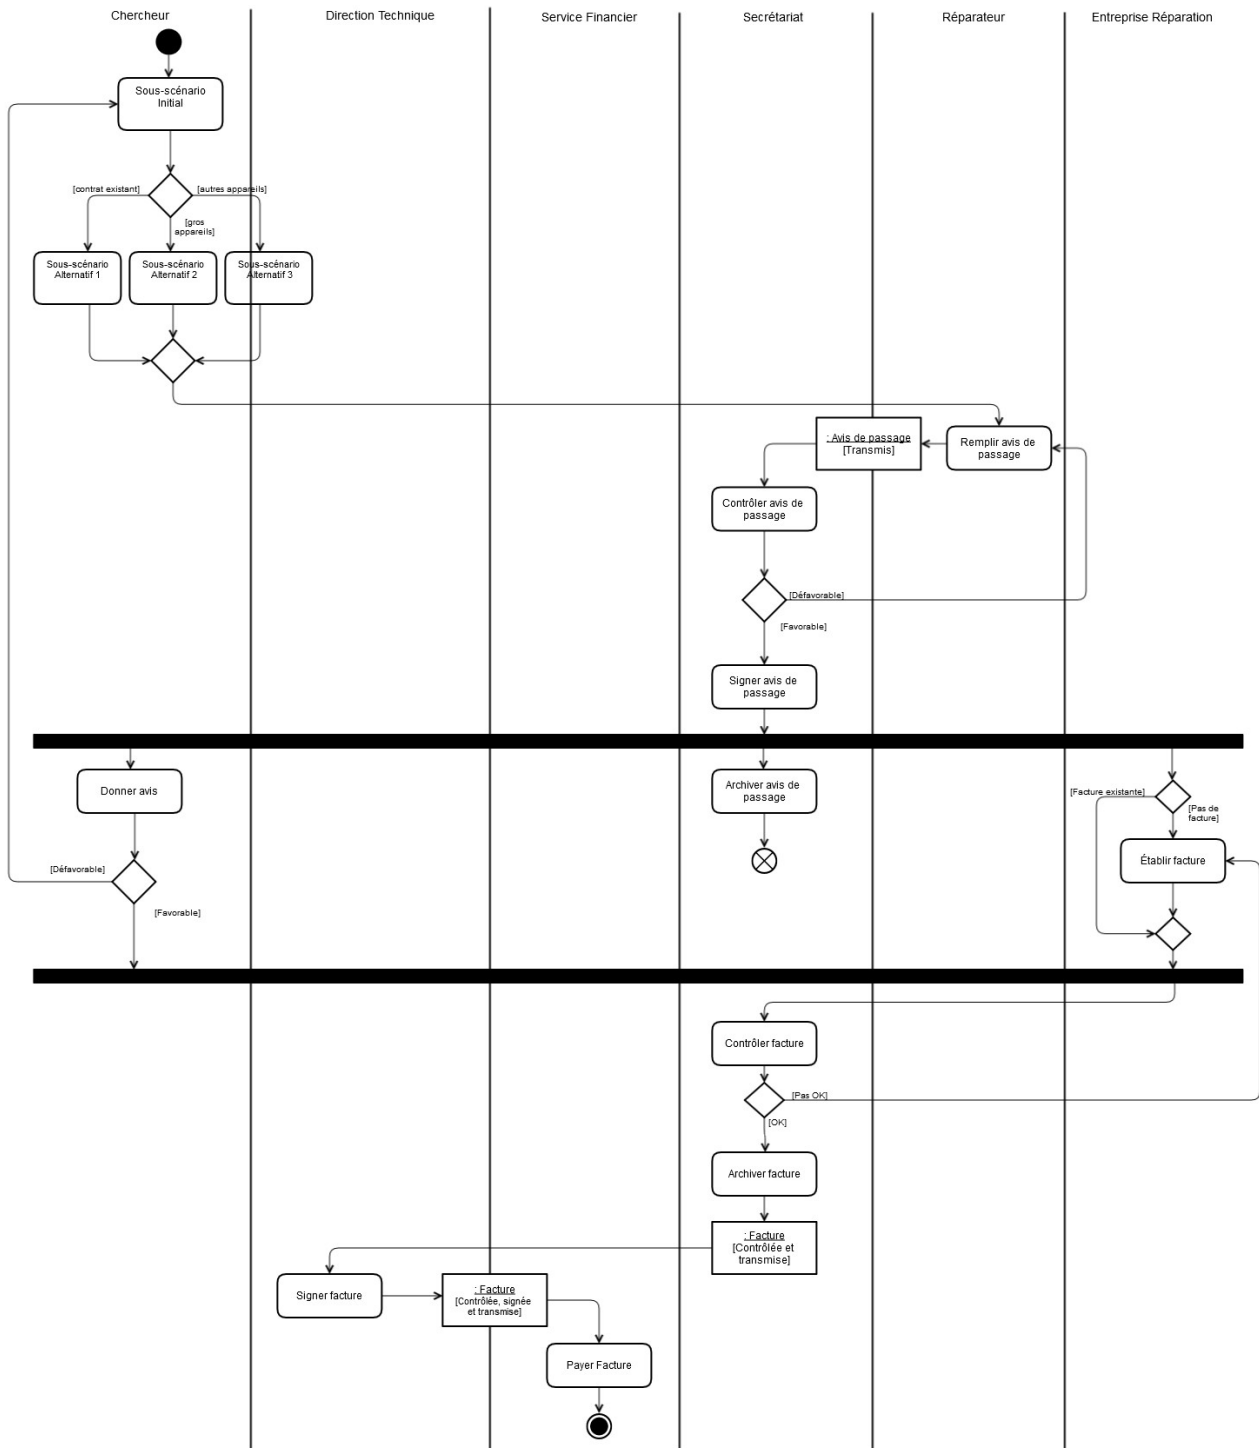 Chercheur
Direction Technique
Service Financier
Secrétariat
Réparateur
Entreprise Réparation
Sous-scénario
Initial
[contrat existant]
[autres appareils]
[gros
appareils]
Sous-scénario
Alternatif 1
Sous-scénario
Alternatif 2
Sous-scénario
Alternatif 3
: Avis de passage
[Transmis]
Remplir avis de
passage
Contrôler avis de
passage
[Défavorable]
[Favorable]
Signer avis de
passage
Donner avis
Archiver avis de
passage
[Facture existante]
[Pas de
facture]
Établir facture
[Défavorable]
[Favorable]
Contrôler facture
[Pas OK]
[OK]
Archiver facture
: Facture
[Contrôlée et
transmise]
Signer facture
: Facture
[Contrôlée, signée
et transmise]
Payer Facture